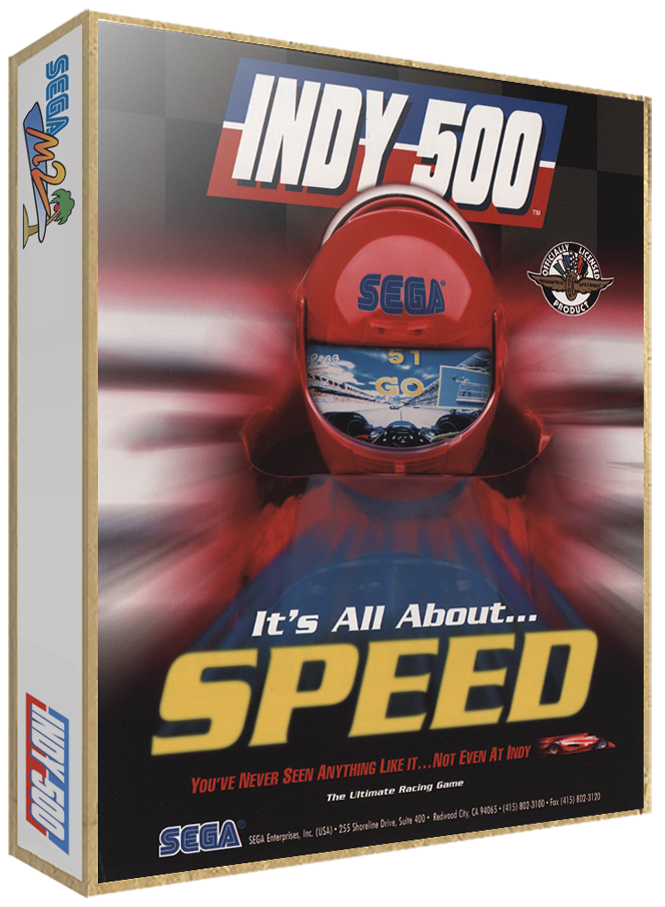 SEGA
M2
INDY 500
INDY 500
™
OFFICIALLY LICENSED
PRODUCT
SEGA®
51
GO
It's All About...
SPEED
YOU'VE NEVER SEEN ANYTHING LIKE IT...NOT EVEN AT INDY
The Ultimate Racing Game
SEGA® SEGA Enterprises, Inc. (USA) • 255 Shoreline Drive, Suite 400 • Redwood City, CA 94065 • (415) 802-3100 • Fax (415) 802-3120